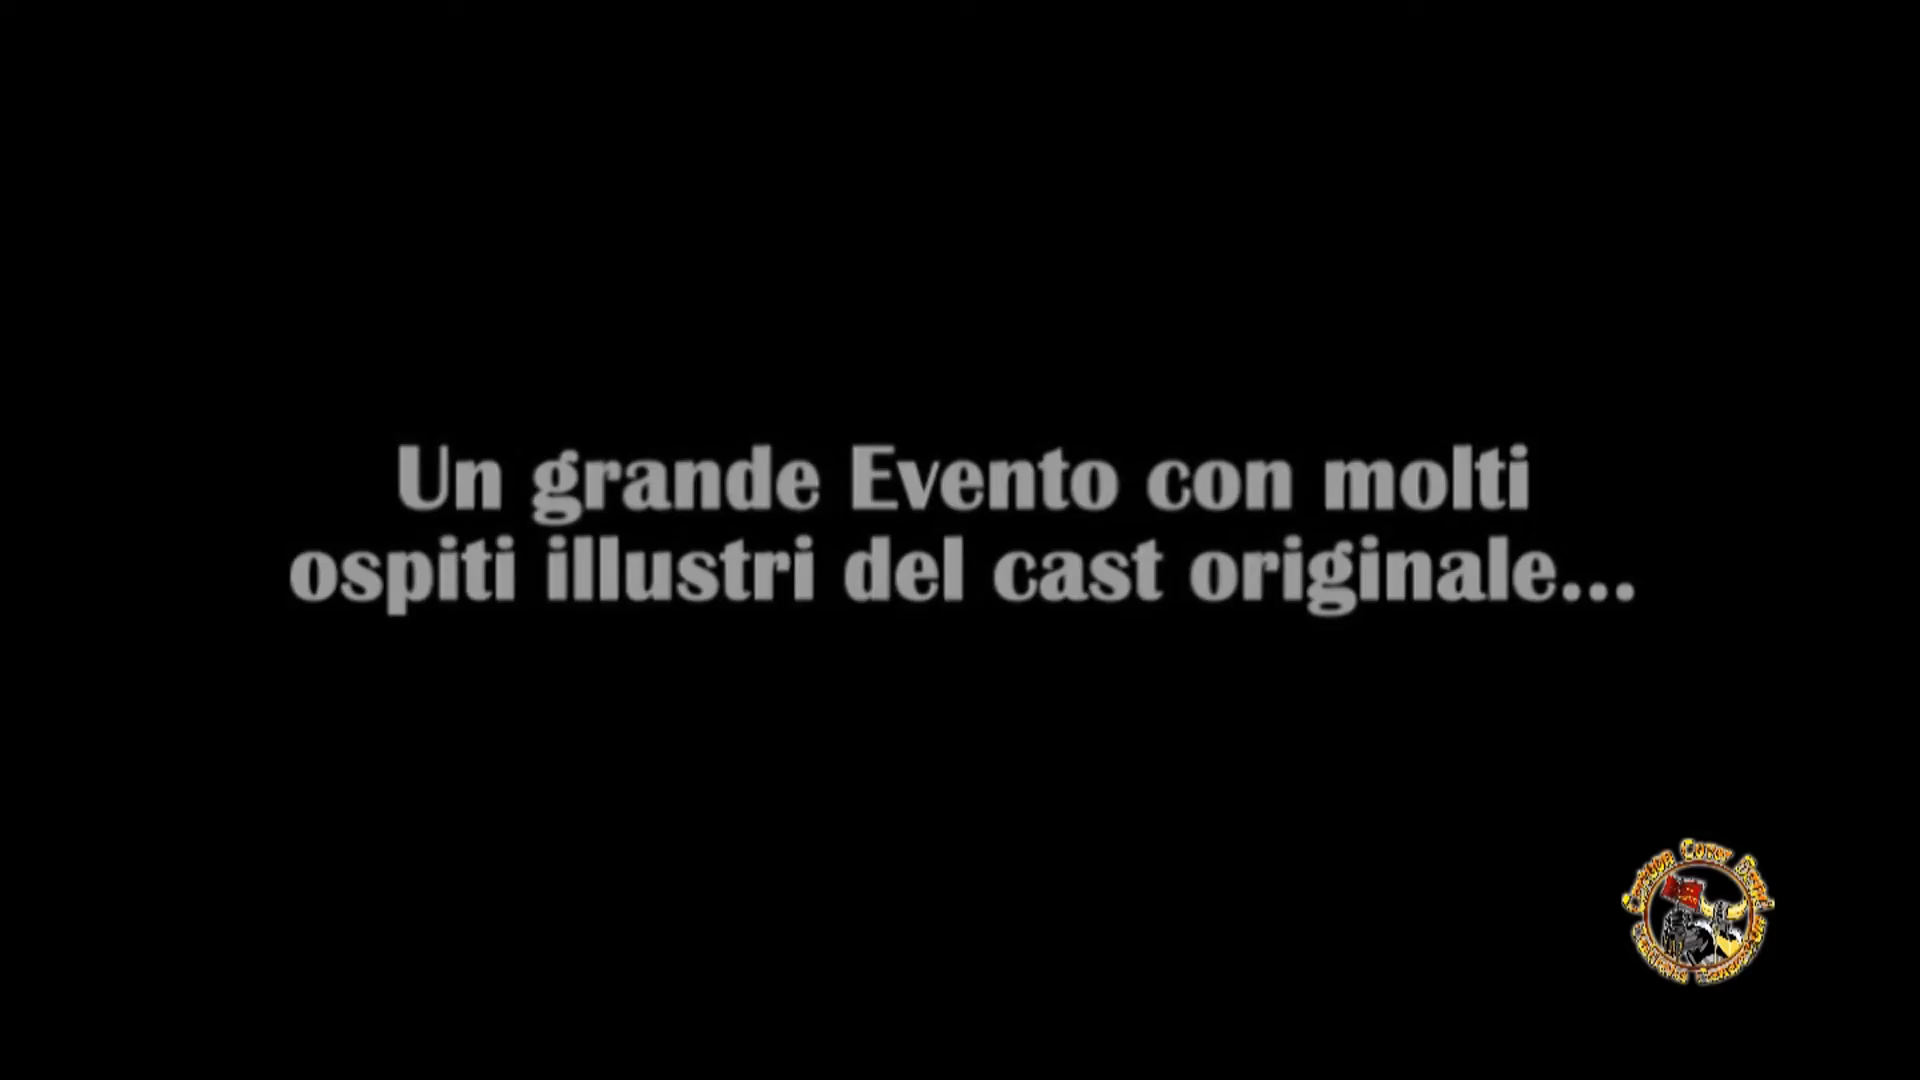 Un grande Evento con molti
ospiti illustri del cast originale...